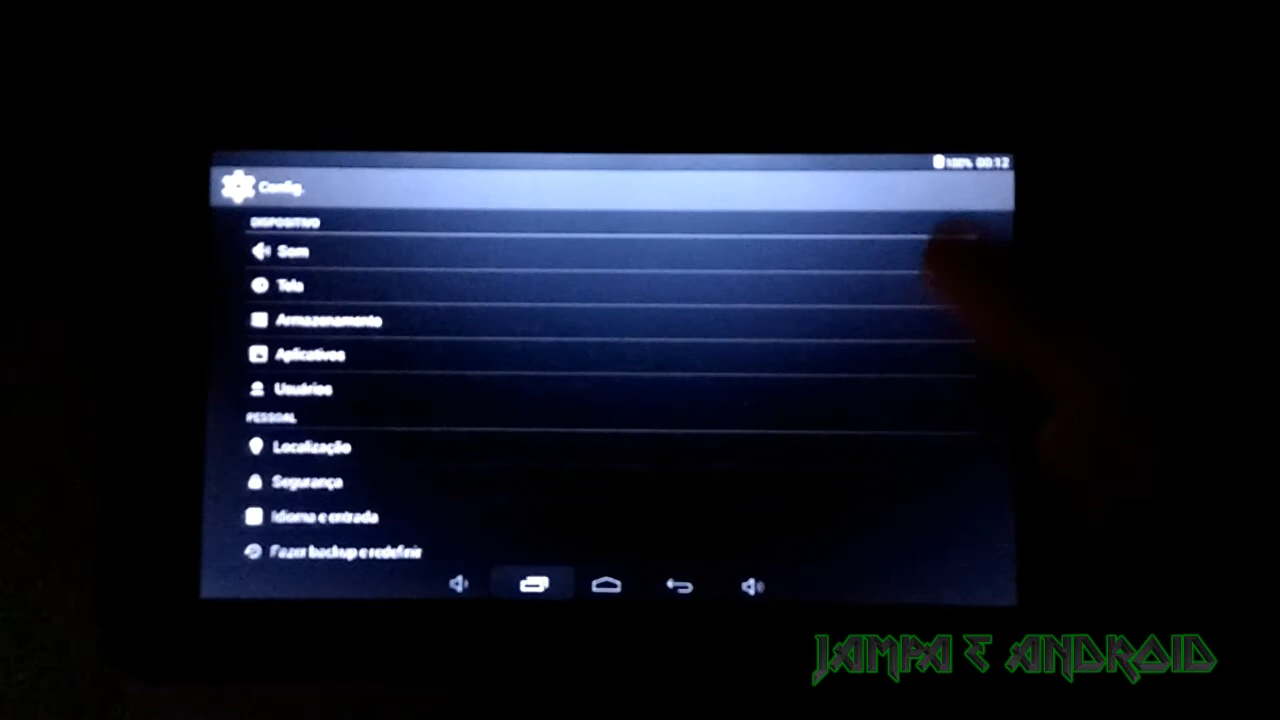 100% 00:12
Config.
DISPOSITIVO
Som
Tela
Armazenamento
Aplicativos
Usuários
PESSOAL
Localização
Segurança
Idioma e entrada
Fazer backup e redefinir
JAMPA E ANDROID